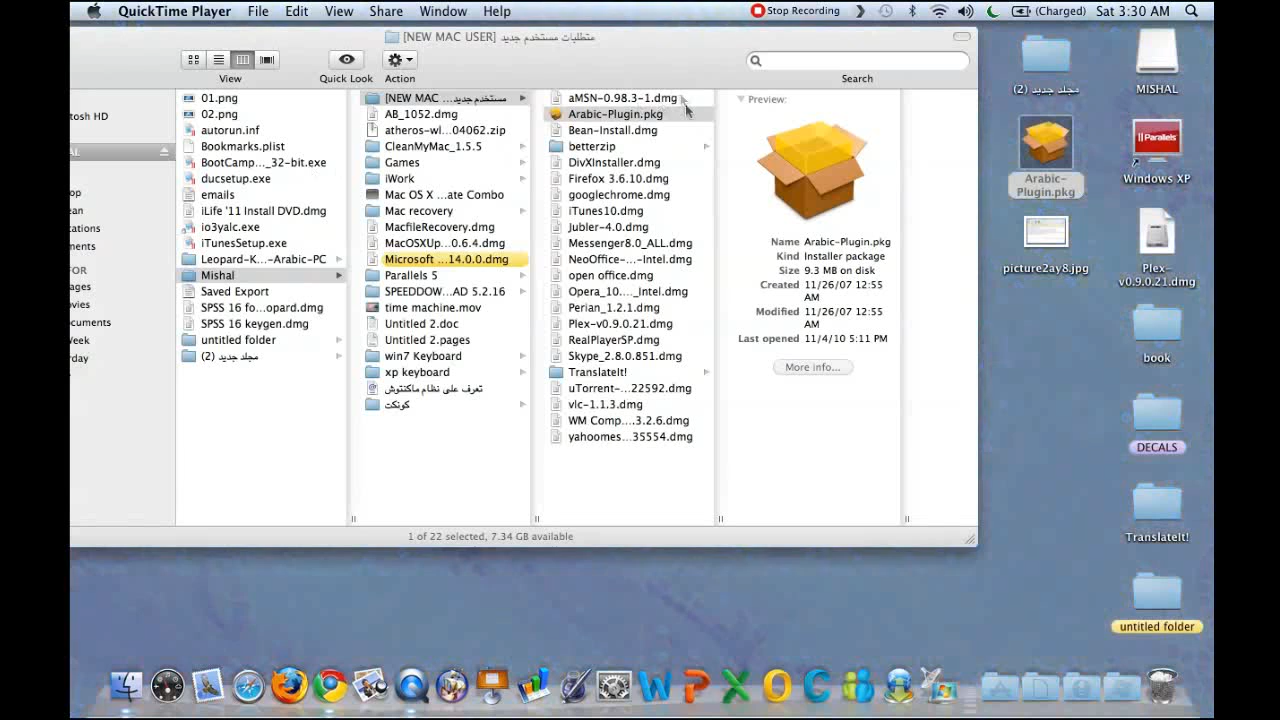 QuickTime Player File Edit View Share Window Help Stop Recording (Charged) Sat 3:30 AM
[NEW MAC USER] متطلبات مستخدم جديد
View
Quick Look
Action
Search
tosh HD
AL
op
ean
cations
ments
FOR
ages
ovies
cuments
Week
rday
01.png
02.png
autorun.inf
Bookmarks.plist
BootCamp..._32-bit.exe
ducsetup.exe
emails
iLife '11 Install DVD.dmg
io3yalc.exe
iTunesSetup.exe
Leopard-K...-Arabic-PC
Mishal
Saved Export
SPSS 16 fo...opard.dmg
SPSS 16 keygen.dmg
untitled folder
مجلد جديد (2)
[NEW MAC ...مستخدم جديد
AB_1052.dmg
atheros-wl...04062.zip
CleanMyMac_1.5.5
Games
iWork
Mac OS X ...ate Combo
Mac recovery
MacfileRecovery.dmg
MacOSXUp...0.6.4.dmg
Microsoft ...14.0.0.dmg
Parallels 5
SPEEDDOW...AD 5.2.16
time machine.mov
Untitled 2.doc
Untitled 2.pages
win7 Keyboard
xp keyboard
تعرف على نظام ماكنتوش
كونكت
aMSN-0.98.3-1.dmg
Arabic-Plugin.pkg
Bean-Install.dmg
betterzip
DivXInstaller.dmg
Firefox 3.6.10.dmg
googlechrome.dmg
iTunes10.dmg
Jubler-4.0.dmg
Messenger8.0_ALL.dmg
NeoOffice-...-Intel.dmg
open office.dmg
Opera_10...._Intel.dmg
Perian_1.2.1.dmg
Plex-v0.9.0.21.dmg
RealPlayerSP.dmg
Skype_2.8.0.851.dmg
TranslateIt!
uTorrent-...22592.dmg
vlc-1.1.3.dmg
WM Comp....3.2.6.dmg
yahoomes...35554.dmg
Preview:
Name Arabic-Plugin.pkg
Kind Installer package
Size 9.3 MB on disk
Created 11/26/07 12:55
AM
Modified 11/26/07 12:55
AM
Last opened 11/4/10 5:11 PM
More info...
1 of 22 selected, 7.34 GB available
مجلد جديد (2)
MISHAL
Arabic-
Plugin.pkg
Parallels
Windows XP
picture2ay8.jpg
Plex-
v0.9.0.21.dmg
book
DECALS
TranslateIt!
untitled folder